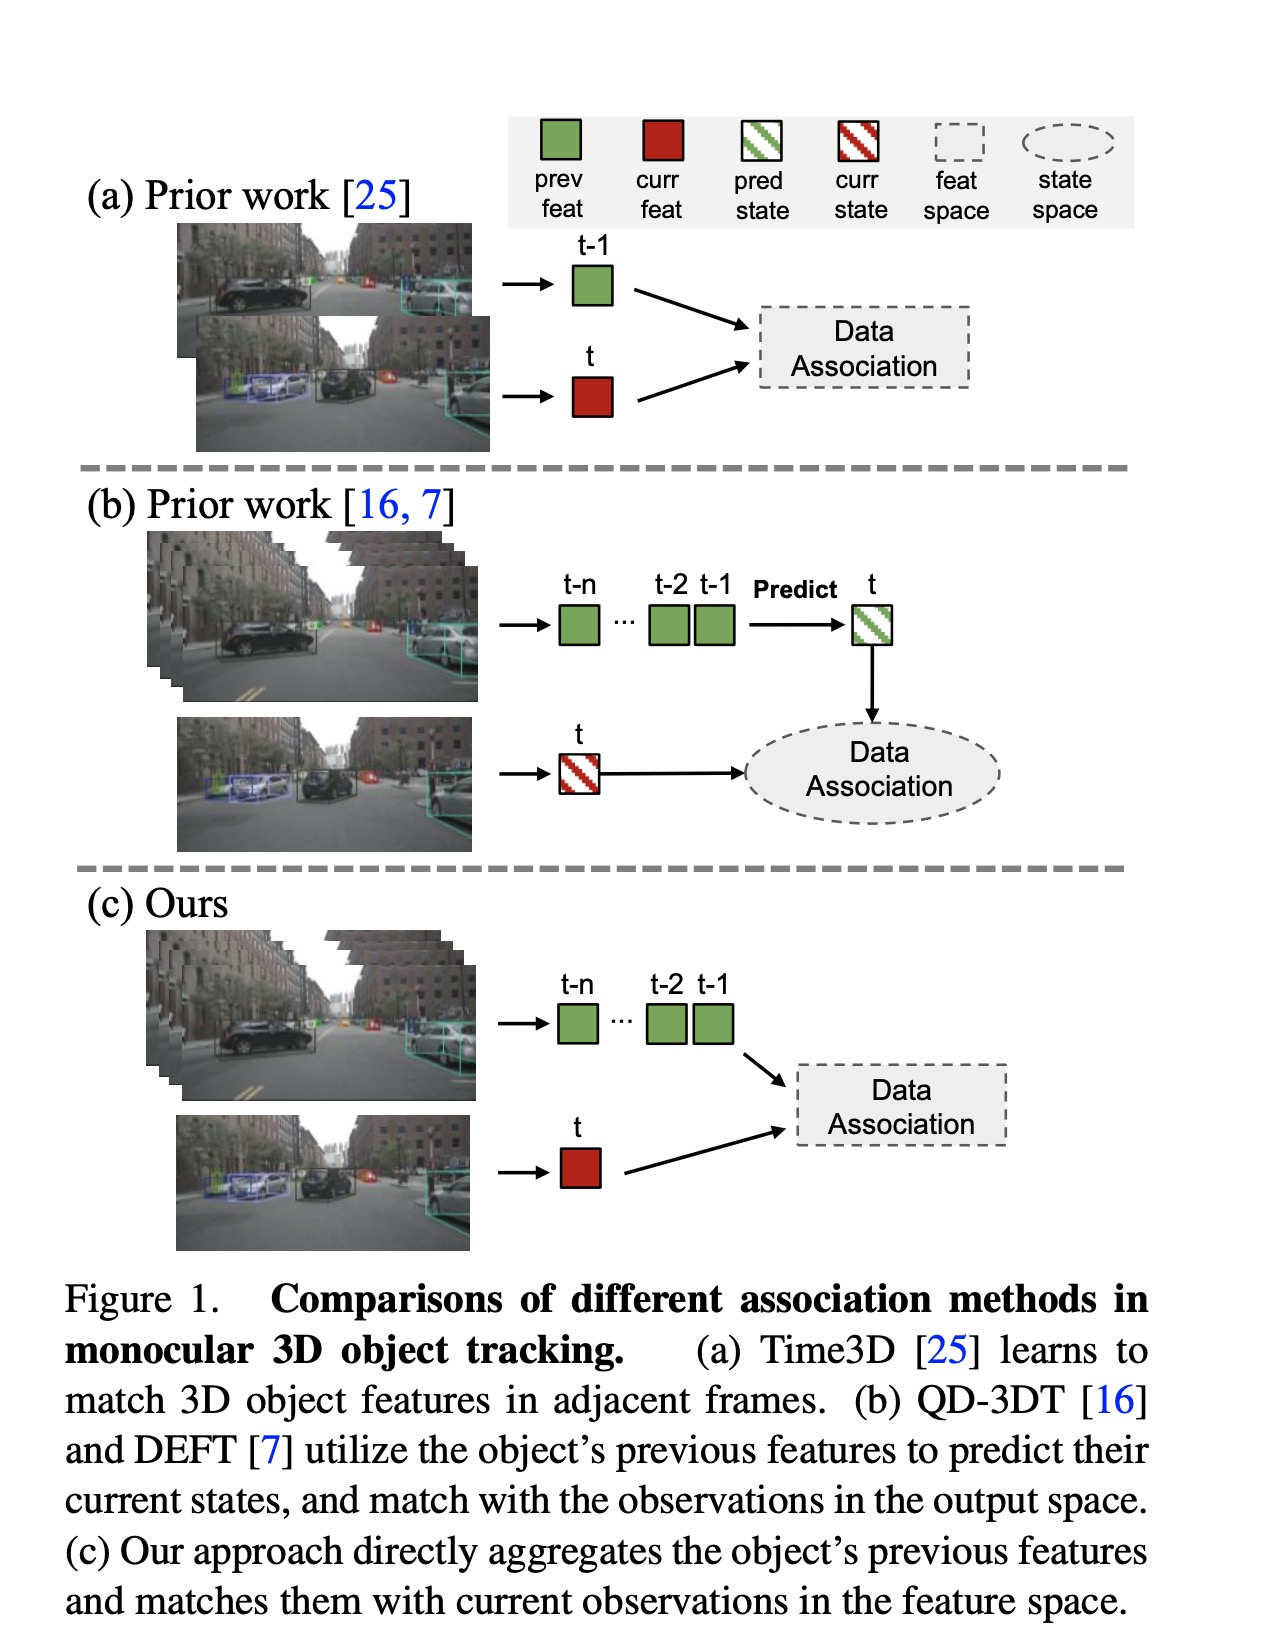 prev feat
curr feat
pred state
curr state
feat space
state space
(a) Prior work [25]
t-1
t
Data
Association
(b) Prior work [16, 7]
t-n ... t-2 t-1 Predict t
t
Data
Association
(c) Ours
t-n ... t-2 t-1
t
Data
Association
Figure 1. Comparisons of different association methods in
monocular 3D object tracking. (a) Time3D [25] learns to
match 3D object features in adjacent frames. (b) QD-3DT [16]
and DEFT [7] utilize the object’s previous features to predict their
current states, and match with the observations in the output space.
(c) Our approach directly aggregates the object’s previous features
and matches them with current observations in the feature space.